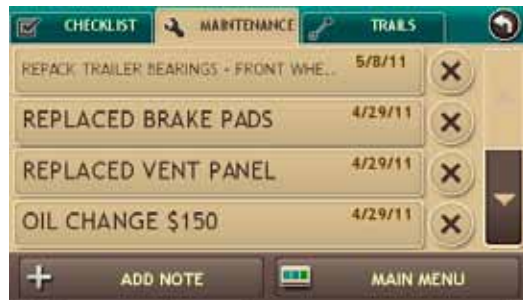 CHECKLIST
MAINTENANCE
TRAILS
REPACK TRAILER BEARINGS - FRONT WHE...
5/8/11
REPLACED BRAKE PADS
4/29/11
REPLACED VENT PANEL
4/29/11
OIL CHANGE $150
4/29/11
ADD NOTE
MAIN MENU